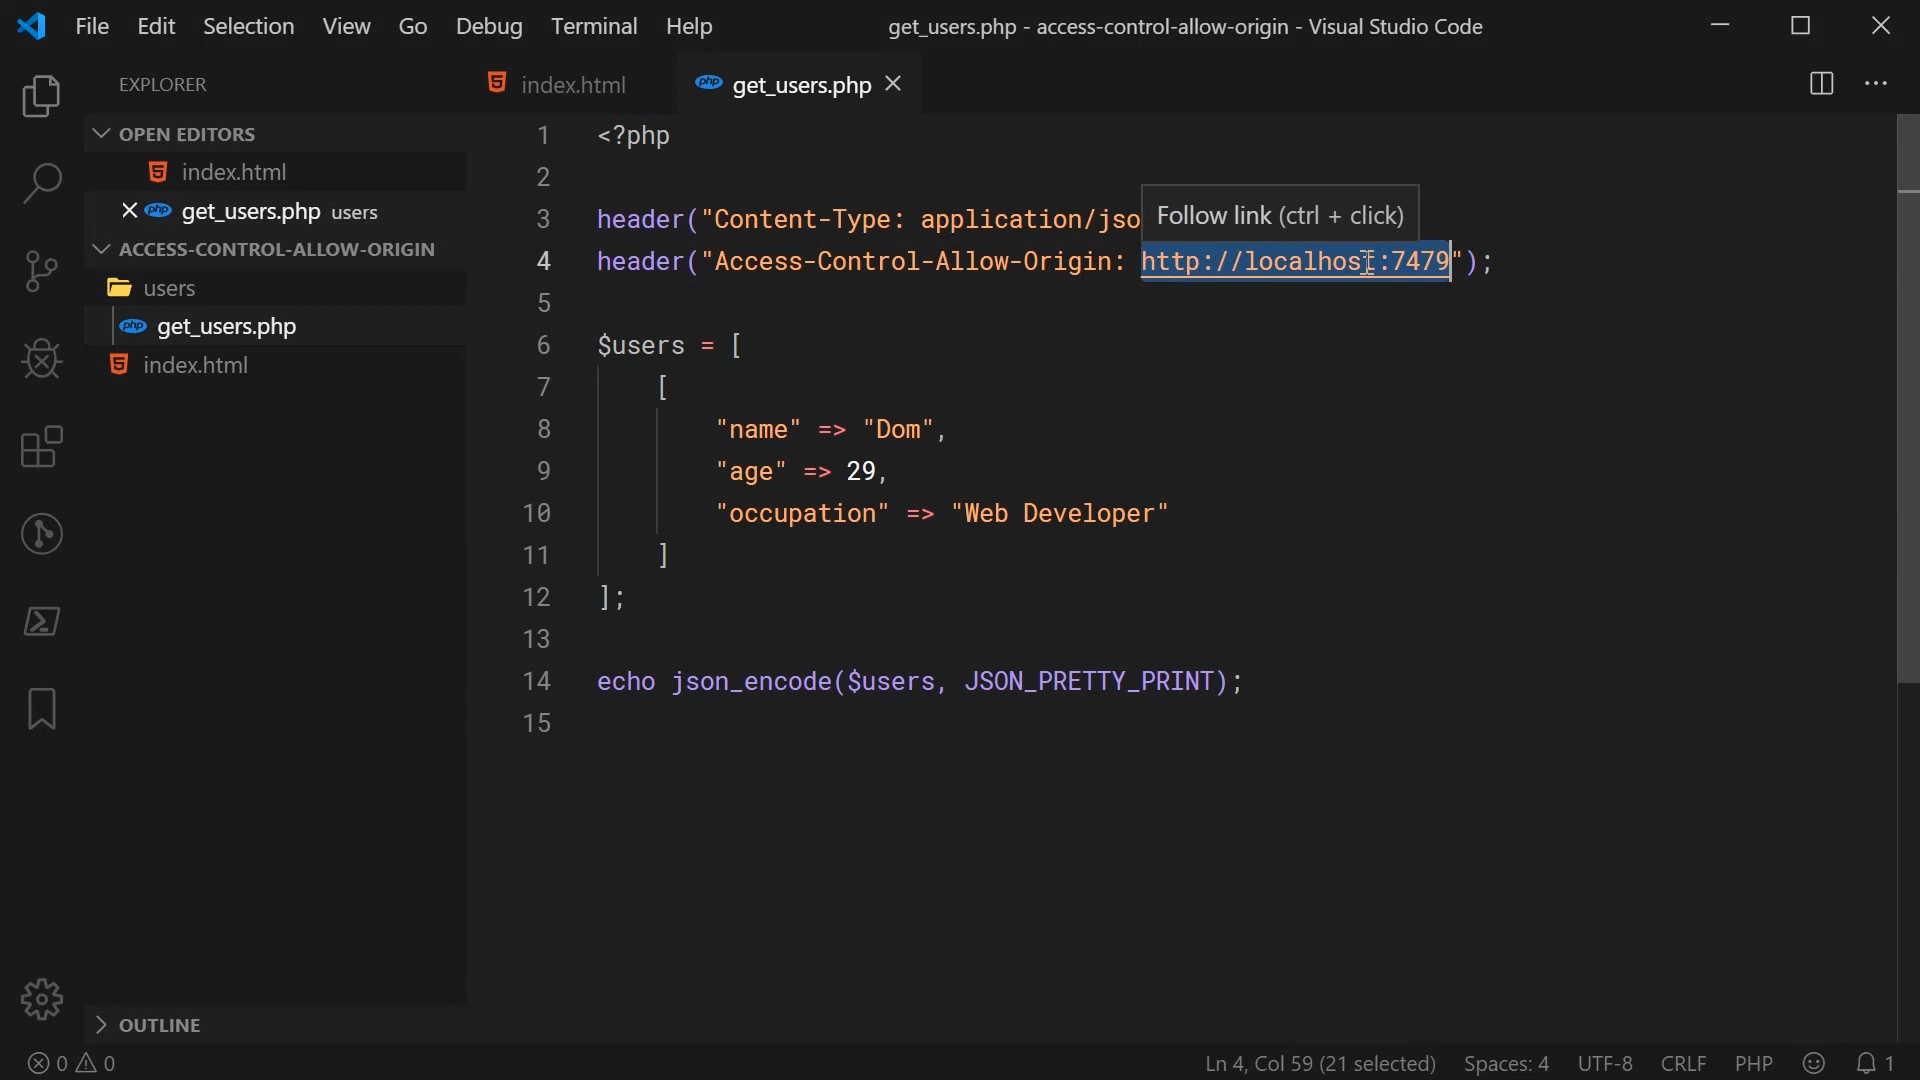 File Edit Selection View Go Debug Terminal Help
get_users.php - access-control-allow-origin - Visual Studio Code
EXPLORER
OPEN EDITORS
index.html
get_users.php users
ACCESS-CONTROL-ALLOW-ORIGIN
users
php get_users.php
index.html
OUTLINE
index.html
php get_users.php
1 <?php
2
Follow link (ctrl + click)
3 header("Content-Type: application/jso
4 header("Access-Control-Allow-Origin: http://localhost:7479");
5
6 $users = [
7 [
8 "name" => "Dom",
9 "age" => 29,
10 "occupation" => "Web Developer"
11 ]
12 ];
13
14 echo json_encode($users, JSON_PRETTY_PRINT);
15
0 0
Ln 4, Col 59 (21 selected) Spaces: 4 UTF-8 CRLF PHP 1